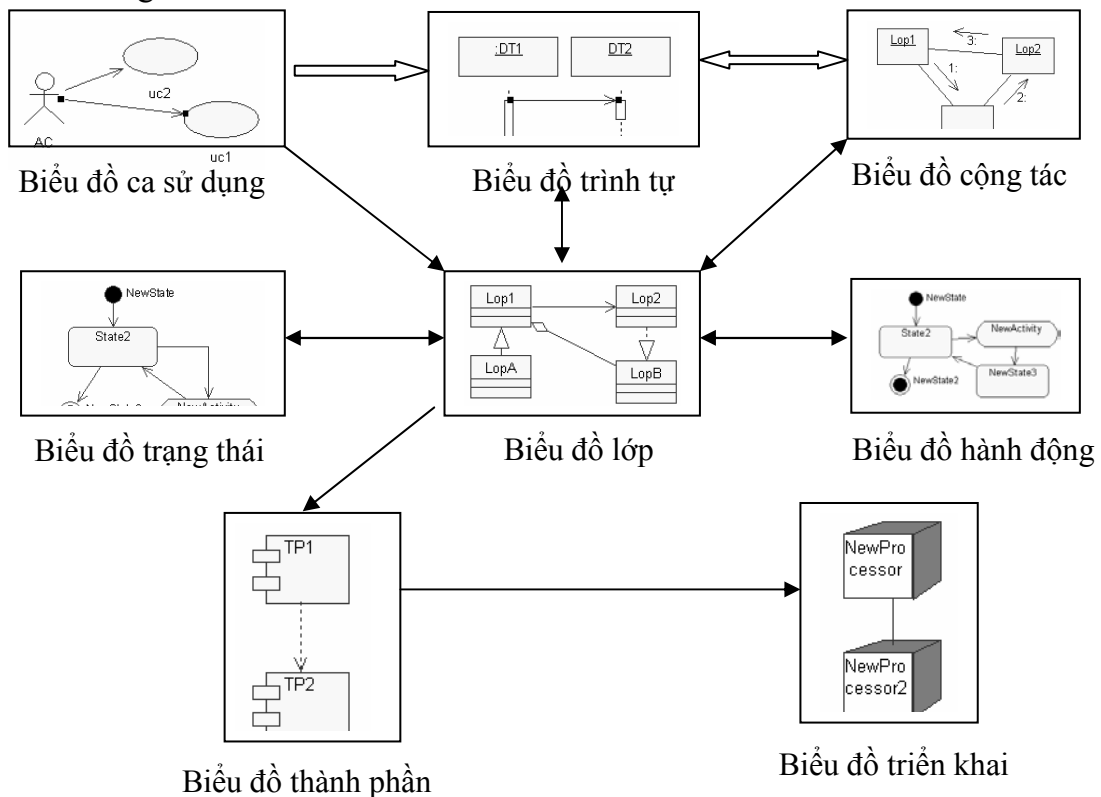 :DT1
DT2
Lop1
Lop2
3:
1:
2:
uc2
AC
uc1
Biểu đồ ca sử dụng
Biểu đồ trình tự
Biểu đồ cộng tác
NewState
State2
NewActivity
Lop1
Lop2
LopA
LopB
NewState
State2
NewActivity
NewState2
NewState3
Biểu đồ trạng thái
Biểu đồ lớp
Biểu đồ hành động
TP1
TP2
NewPro
cessor
NewPro
cessor2
Biểu đồ thành phần
Biểu đồ triển khai